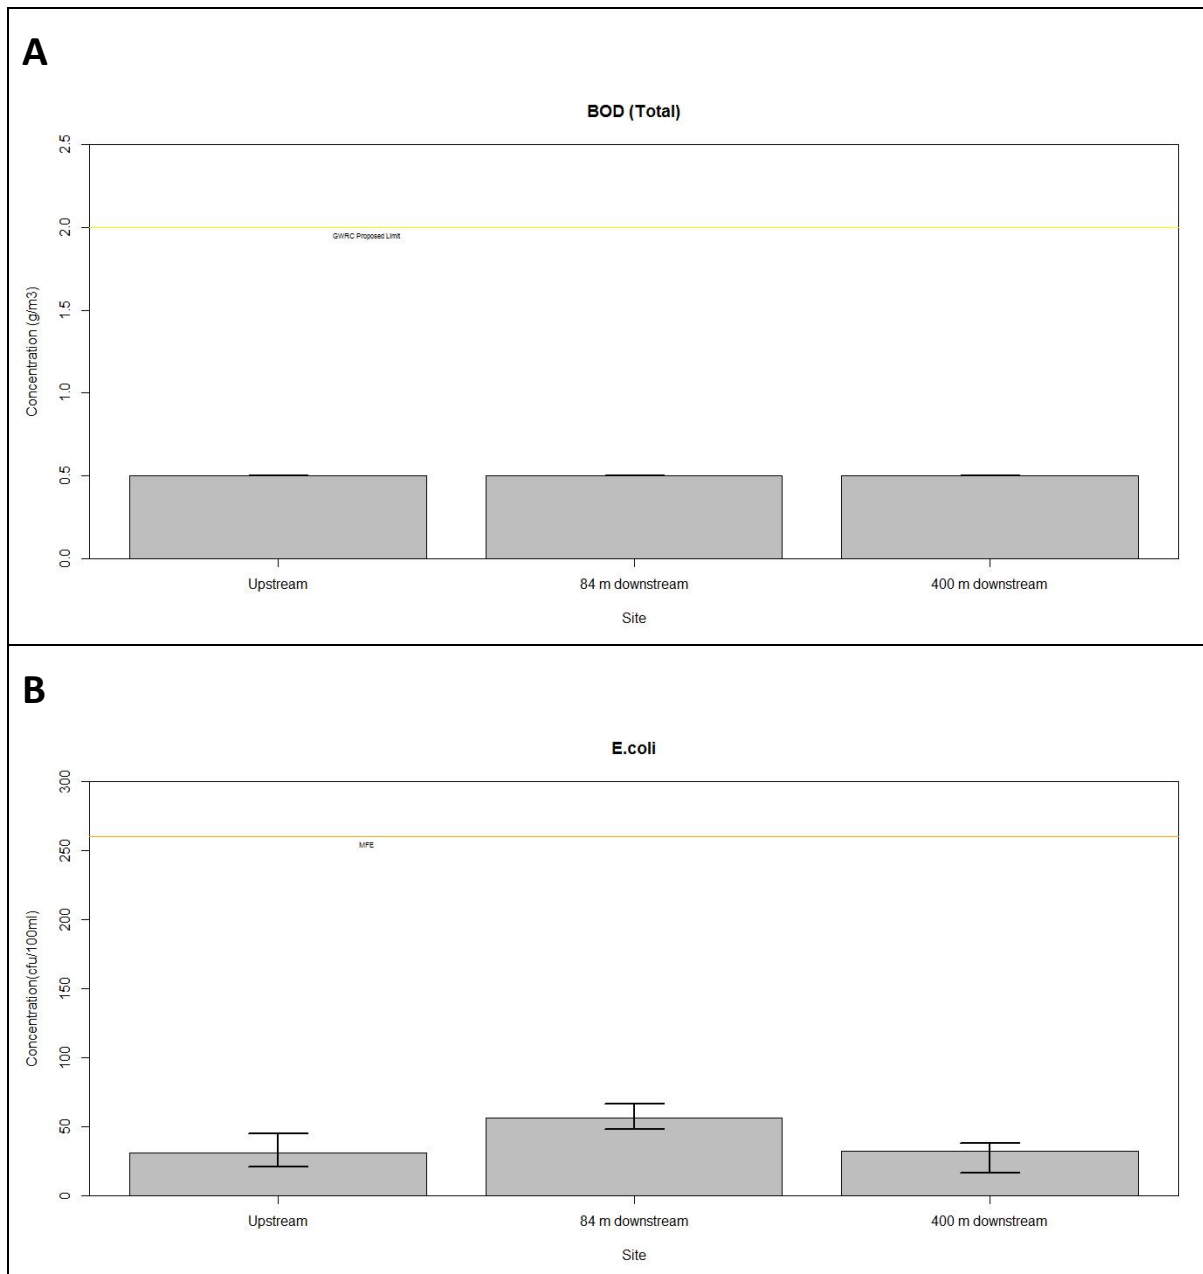 A
BOD (Total)
2.5
2.0
1.5
1.0
0.5
0.0
Concentration (g/m3)
GWRC Proposed Limit
Upstream
84 m downstream
400 m downstream
Site
B
E.coli
300
250
200
150
100
50
0
Concentration(cfu/100ml)
MFE
Upstream
84 m downstream
400 m downstream
Site